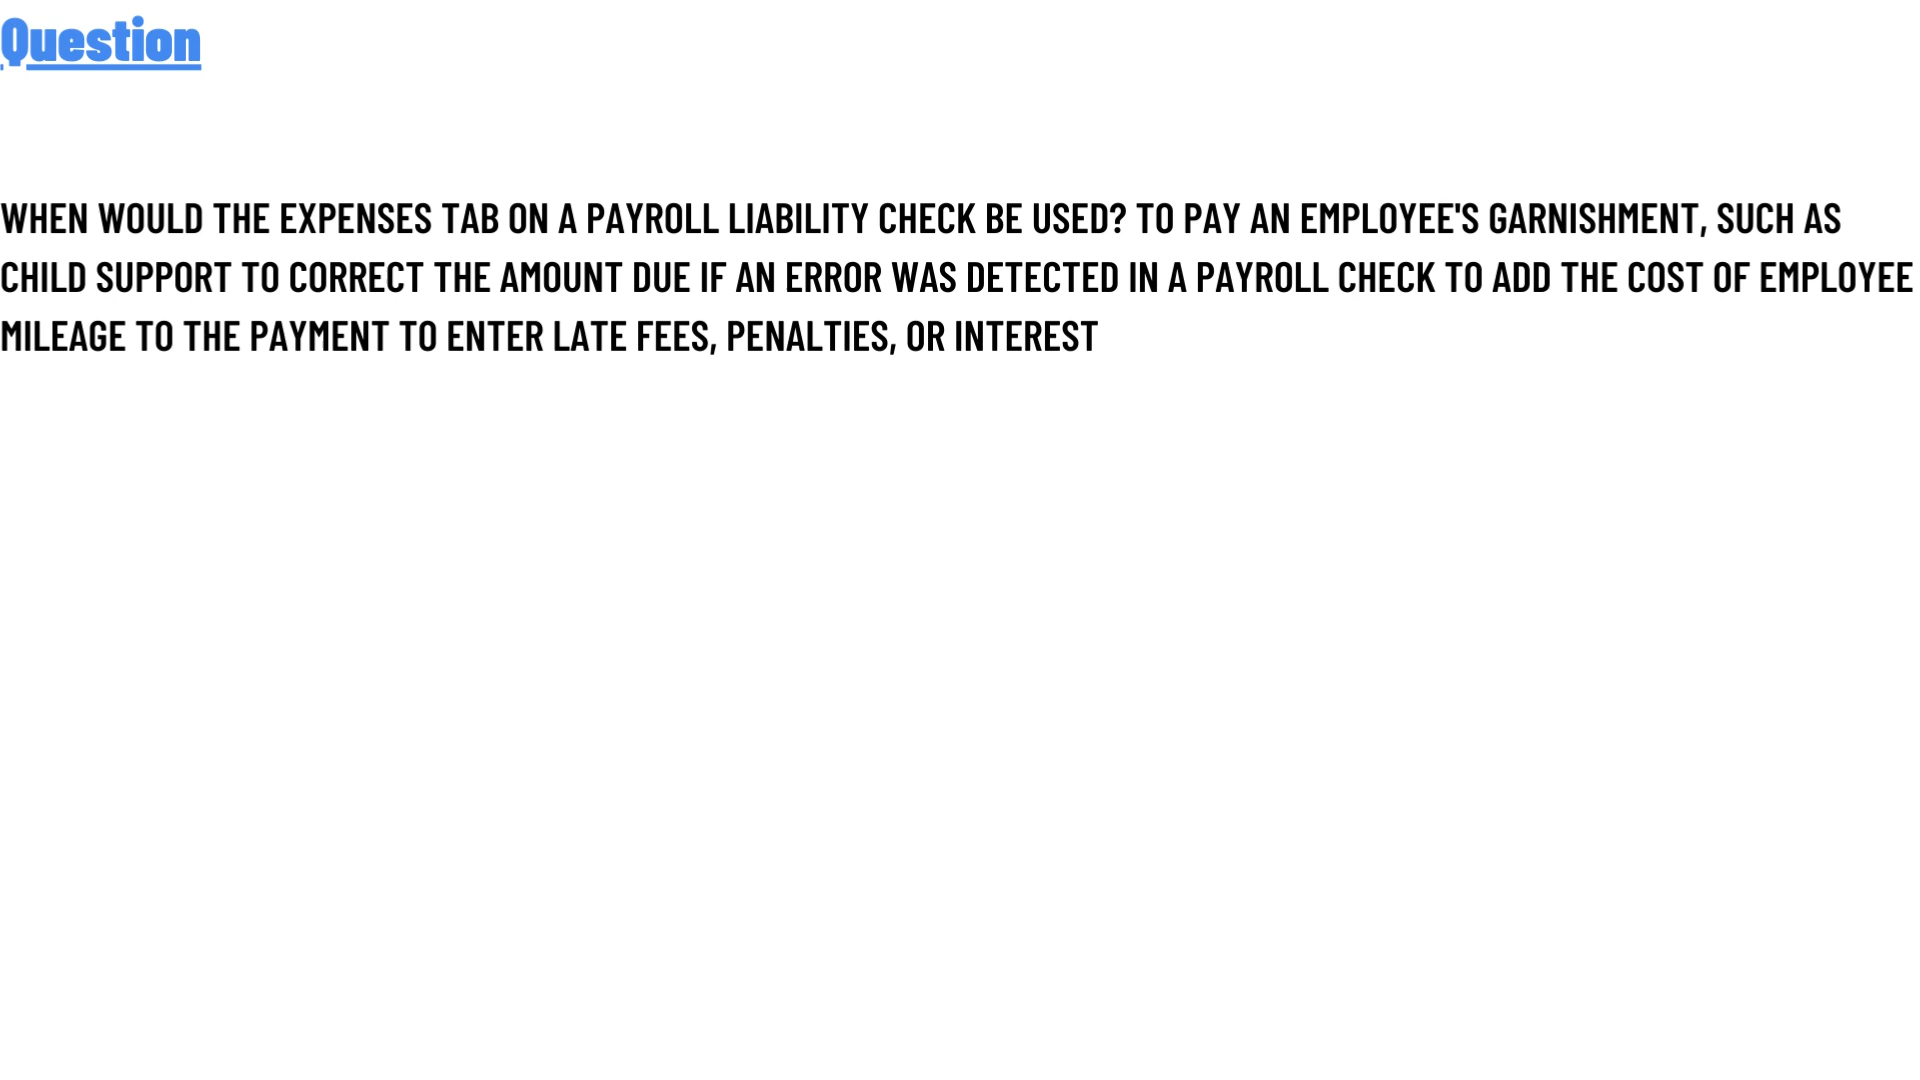 Question
WHEN WOULD THE EXPENSES TAB ON A PAYROLL LIABILITY CHECK BE USED? TO PAY AN EMPLOYEE'S GARNISHMENT, SUCH AS
CHILD SUPPORT TO CORRECT THE AMOUNT DUE IF AN ERROR WAS DETECTED IN A PAYROLL CHECK TO ADD THE COST OF EMPLOYEE
MILEAGE TO THE PAYMENT TO ENTER LATE FEES, PENALTIES, OR INTEREST